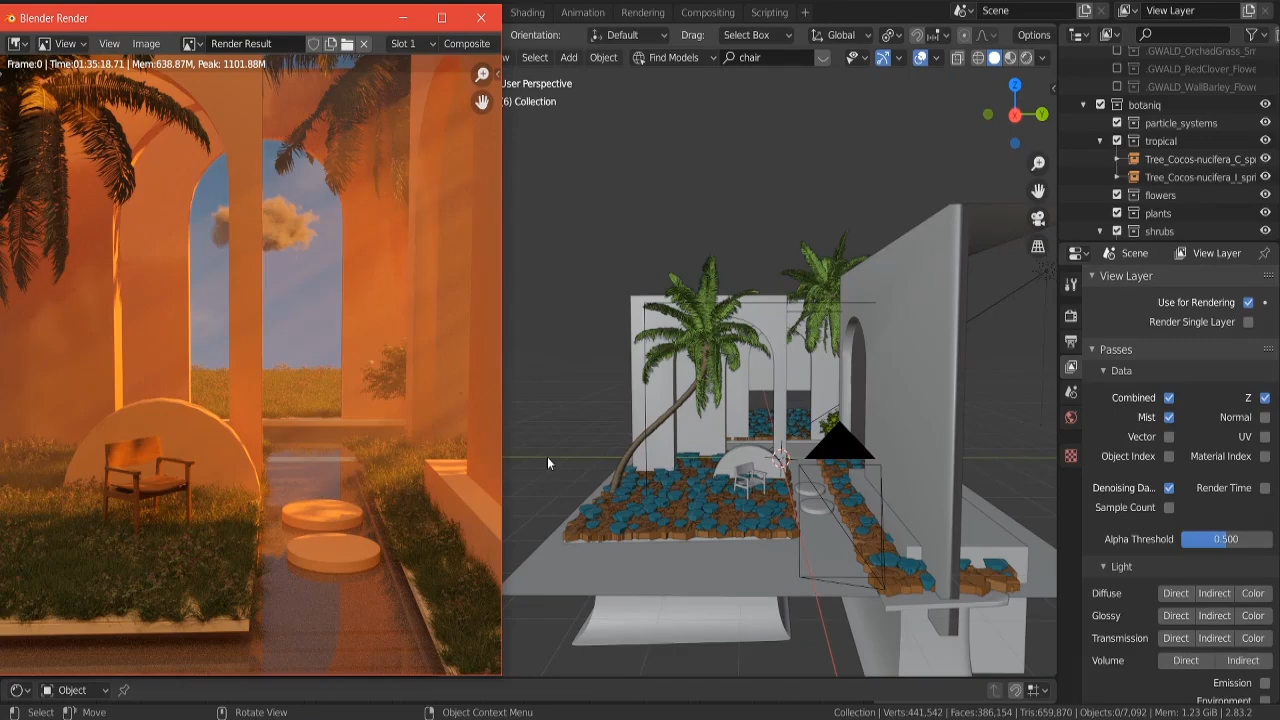 Blender Render
View
View
Image
Render Result
Slot 1
Composite
Frame:0 | Time:01:35:18.71 | Mem:638.87M, Peak: 1101.88M
Shading
Animation
Rendering
Compositing
Scripting
+
Scene
View Layer
Orientation:
Default
Drag:
Select Box
Global
Options
Select
Add
Object
Find Models
chair
User Perspective
(6) Collection
Z
X
Y
.GWALD_OrchadGrass_Sm
.GWALD_RedClover_Flowe
.GWALD_WallBarley_Flowe
botaniq
particle_systems
tropical
Tree_Cocos-nucifera_C_spri
Tree_Cocos-nucifera_I_spri
flowers
plants
shrubs
Scene
View Layer
View Layer
Use for Rendering
Render Single Layer
Passes
Data
Combined
Z
Mist
Normal
Vector
UV
Object Index
Material Index
Denoising Da...
Render Time
Sample Count
Alpha Threshold
0.500
Light
Diffuse
Direct
Indirect
Color
Glossy
Direct
Indirect
Color
Transmission
Direct
Indirect
Color
Volume
Direct
Indirect
Emission
Environment
Object
Select
Move
Rotate View
Object Context Menu
Collection | Verts:441,542 | Faces:386,154 | Tris:659,870 | Objects:0/7,092 | Mem: 1.23 GiB | 2.83.2